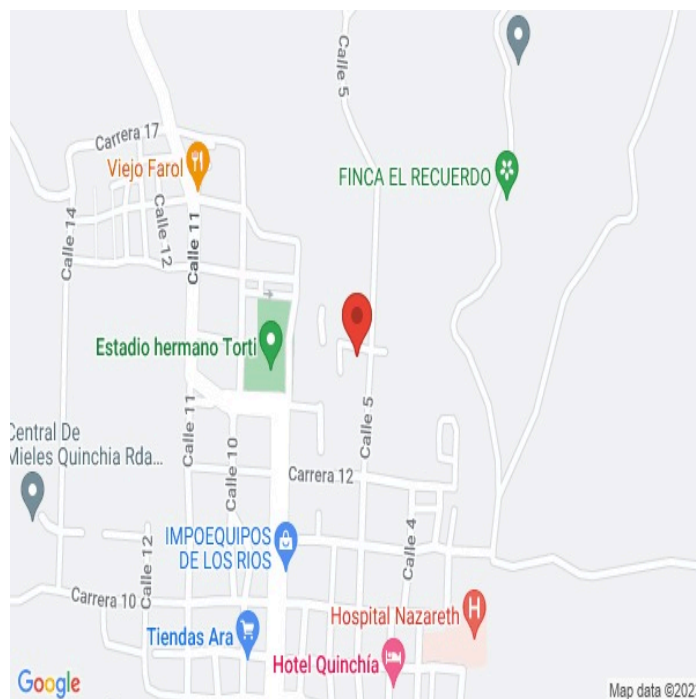 Calle 5
Carrera 17
Viejo Farol
FINCA EL RECUERDO
Calle 14
Calle 12
Calle 11
Estadio hermano Torti
Calle 5
Calle 11
Calle 10
Central De
Mieles Quinchia Rda...
Carrera 12
Calle 4
IMPOEQUIPOS
DE LOS RIOS
Calle 12
Carrera 10
Hospital Nazareth
Tiendas Ara
Hotel Quinchía
Google
Map data ©202